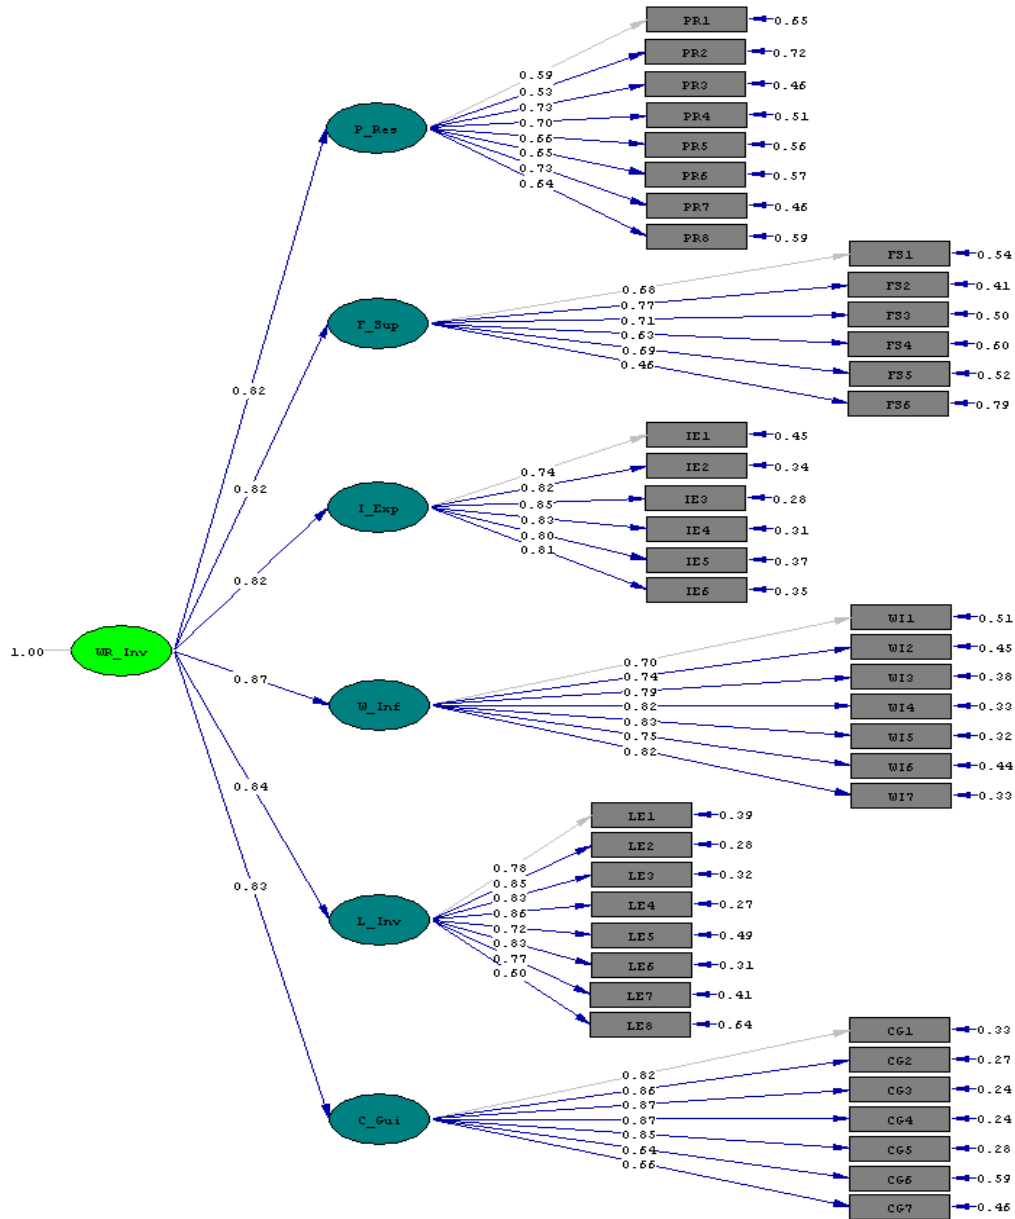 PR1 0.65
PR2 0.72
PR3 0.46
PR4 0.51
PR5 0.56
PR6 0.57
PR7 0.46
PR8 0.59
0.59
0.53
0.73
0.70
0.66
0.65
0.73
0.64
P_Res
FS1 0.54
FS2 0.41
FS3 0.50
FS4 0.60
FS5 0.52
FS6 0.79
0.68
0.77
0.71
0.63
0.69
0.46
F_Sup
0.82
0.82
IE1 0.45
IE2 0.34
IE3 0.28
IE4 0.31
IE5 0.37
IE6 0.35
0.74
0.82
0.85
0.83
0.80
0.81
I_Exp
0.82
1.00 WR_Inv
0.87
WI1 0.51
WI2 0.45
WI3 0.38
WI4 0.33
WI5 0.32
WI6 0.44
WI7 0.33
0.70
0.74
0.79
0.82
0.83
0.75
0.82
W_Inf
0.84
0.83
LE1 0.39
LE2 0.28
LE3 0.32
LE4 0.27
LE5 0.49
LE6 0.31
LE7 0.41
LE8 0.64
0.78
0.85
0.83
0.86
0.72
0.83
0.77
0.60
L_Inv
CG1 0.33
CG2 0.27
CG3 0.24
CG4 0.24
CG5 0.28
CG6 0.59
CG7 0.46
0.82
0.86
0.87
0.87
0.85
0.64
0.66
C_Gui